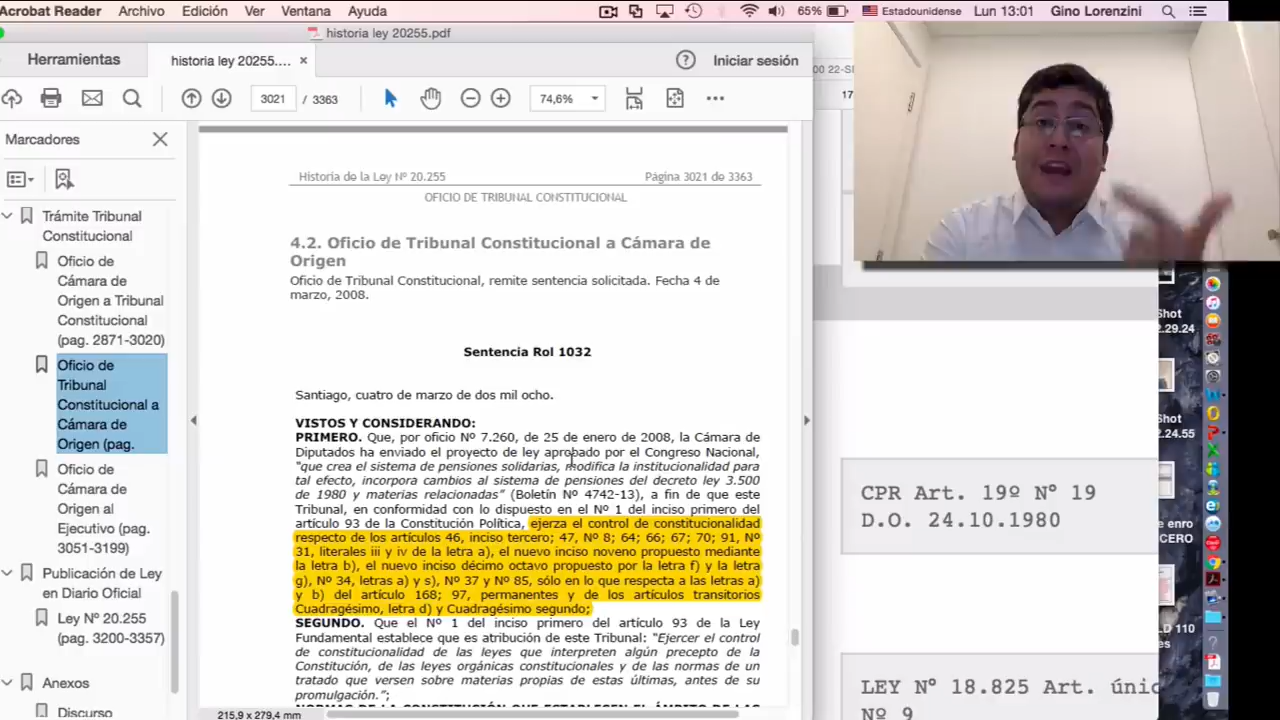 Acrobat Reader Archivo Edición Ver Ventana Ayuda 65% Estadounidense Lun 13:01 Gino Lorenzini
historia ley 20255.pdf
Herramientas historia ley 20255.... × ? Iniciar sesión
3021 / 3363 74,6%
Marcadores
Trámite Tribunal
Constitucional
Oficio de
Cámara de
Origen a Tribunal
Constitucional
(pag. 2871-3020)
Oficio de
Tribunal
Constitucional a
Cámara de
Origen (pag.
Oficio de
Cámara de
Origen al
Ejecutivo (pag.
3051-3199)
Publicación de Ley
en Diario Oficial
Ley Nº 20.255
(pag. 3200-3357)
Anexos
Discurso
Historia de la Ley Nº 20.255 Página 3021 de 3363
OFICIO DE TRIBUNAL CONSTITUCIONAL
4.2. Oficio de Tribunal Constitucional a Cámara de
Origen
Oficio de Tribunal Constitucional, remite sentencia solicitada. Fecha 4 de
marzo, 2008.
Sentencia Rol 1032
Santiago, cuatro de marzo de dos mil ocho.
VISTOS Y CONSIDERANDO:
PRIMERO. Que, por oficio Nº 7.260, de 25 de enero de 2008, la Cámara de
Diputados ha enviado el proyecto de ley aprobado por el Congreso Nacional,
“que crea el sistema de pensiones solidarias, modifica la institucionalidad para
tal efecto, incorpora cambios al sistema de pensiones del decreto ley 3.500
de 1980 y materias relacionadas” (Boletín Nº 4742-13), a fin de que este
Tribunal, en conformidad con lo dispuesto en el Nº 1 del inciso primero del
artículo 93 de la Constitución Política, ejerza el control de constitucionalidad
respecto de los artículos 46, inciso tercero; 47, Nº 8; 64; 66; 67; 70; 91, Nº
31, literales iii y iv de la letra a), el nuevo inciso noveno propuesto mediante
la letra b), el nuevo inciso décimo octavo propuesto por la letra f) y la letra
g), Nº 34, letras a) y s), Nº 37 y Nº 85, sólo en lo que respecta a las letras a)
y b) del artículo 168; 97, permanentes y de los artículos transitorios
Cuadragésimo, letra d) y Cuadragésimo segundo;
SEGUNDO. Que el Nº 1 del inciso primero del artículo 93 de la Ley
Fundamental establece que es atribución de este Tribunal: “Ejercer el control
de constitucionalidad de las leyes que interpreten algún precepto de la
Constitución, de las leyes orgánicas constitucionales y de las normas de un
tratado que versen sobre materias propias de estas últimas, antes de su
promulgación.”;
215,9 x 279,4 mm
00 22-S
17
CPR Art. 19º N° 19
D.O. 24.10.1980
LEY N° 18.825 Art. únic
Nº 9
Shot
2.29.24
Shot
2.24.55
e enro
CERO
LD 110
es